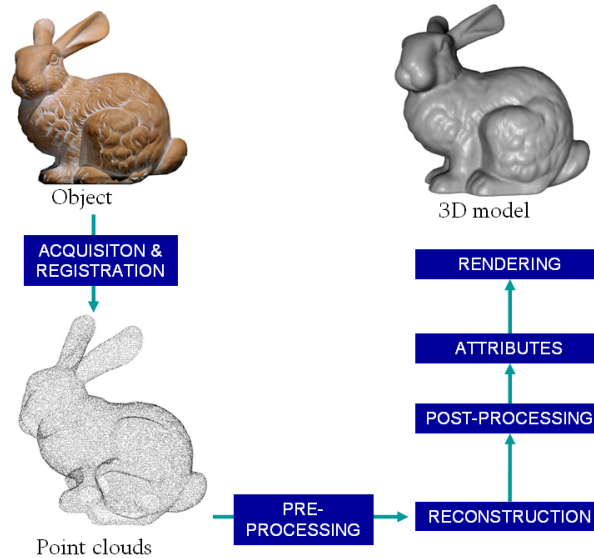 Object
ACQUISITON &
REGISTRATION
Point clouds
PRE-
PROCESSING
RECONSTRUCTION
POST-PROCESSING
ATTRIBUTES
RENDERING
3D model